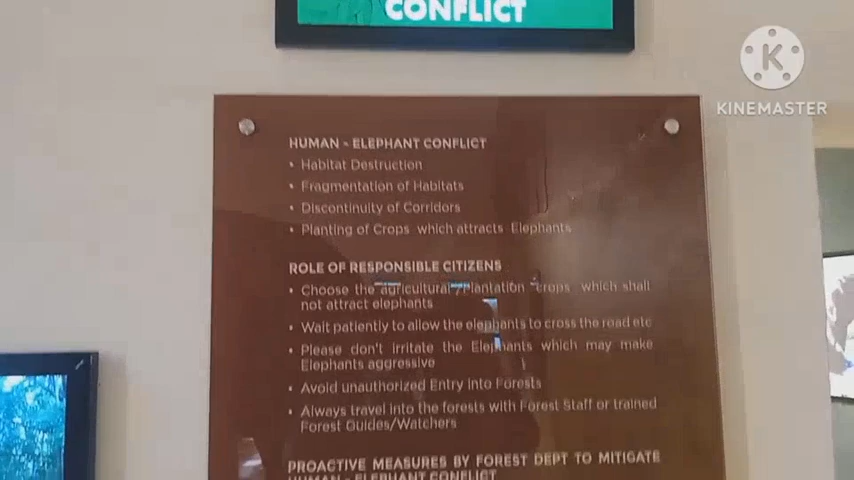 CONFLICT
K
KINEMASTER
HUMAN - ELEPHANT CONFLICT
• Habitat Destruction
• Fragmentation of Habitats
• Discontinuity of Corridors
• Planting of Crops which attracts Elephants
ROLE OF RESPONSIBLE CITIZENS
• Choose the agricultural/Plantation crops which shall
not attract elephants
• Wait patiently to allow the elephants to cross the road etc
• Please don't irritate the Elephants which may make
Elephants aggressive
• Avoid unauthorized Entry into Forests
• Always travel into the forests with Forest Staff or trained
Forest Guides/Watchers
PROACTIVE MEASURES BY FOREST DEPT TO MITIGATE
HUMAN - ELEPHANT CONFLICT